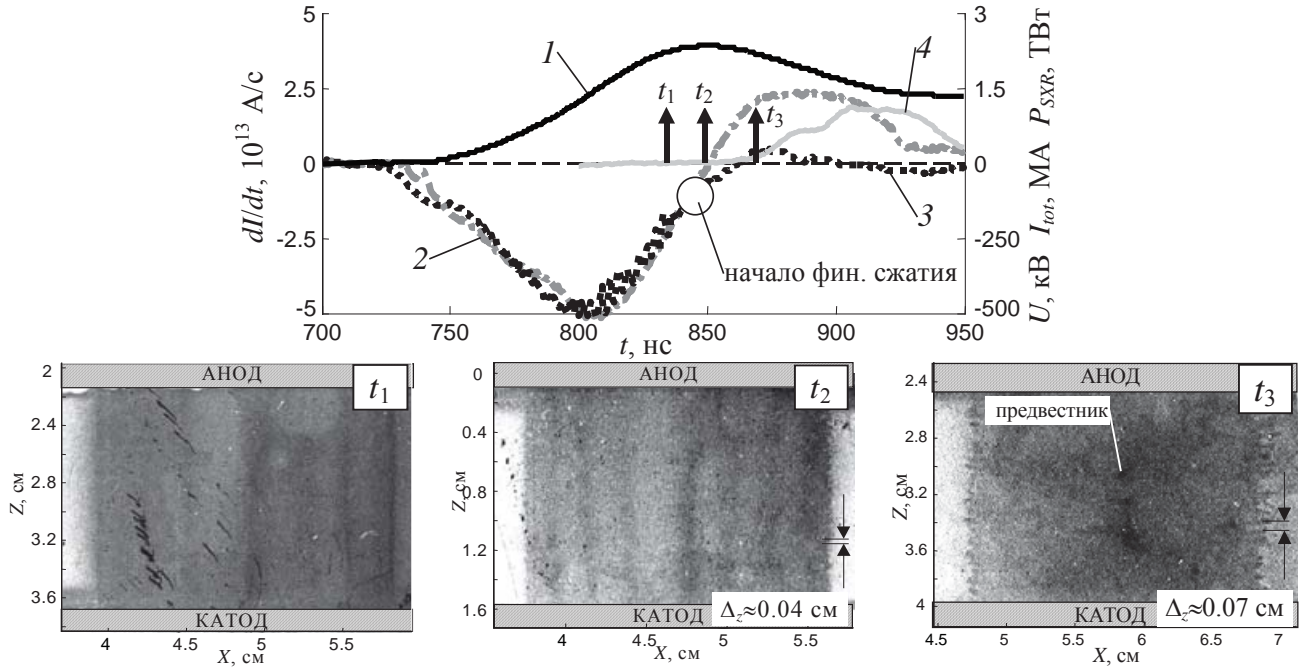 5
2.5
0
-2.5
-5
dI/dt, 10¹³ А/с
1
2
3
4
t₁
t₂
t₃
3
1.5
0
-250
-500
U, кВ I_tot, МА P_SXR, ТВт
начало фин. сжатия
700
750
800
850
900
950
t, нс
АНОД
t₁
2
2.4
2.8
3.2
3.6
Z, см
КАТОД
4
4.5
5
5.5
X, см
АНОД
t₂
0
0.4
0.8
1.2
1.6
Z, см
КАТОД
Δz≈0.04 см
4
4.5
5
5.5
X, см
АНОД
t₃
предвестник
2.4
2.8
3.2
3.6
4
Z, см
КАТОД
Δz≈0.07 см
4.5
5
5.5
6
6.5
7
X, см